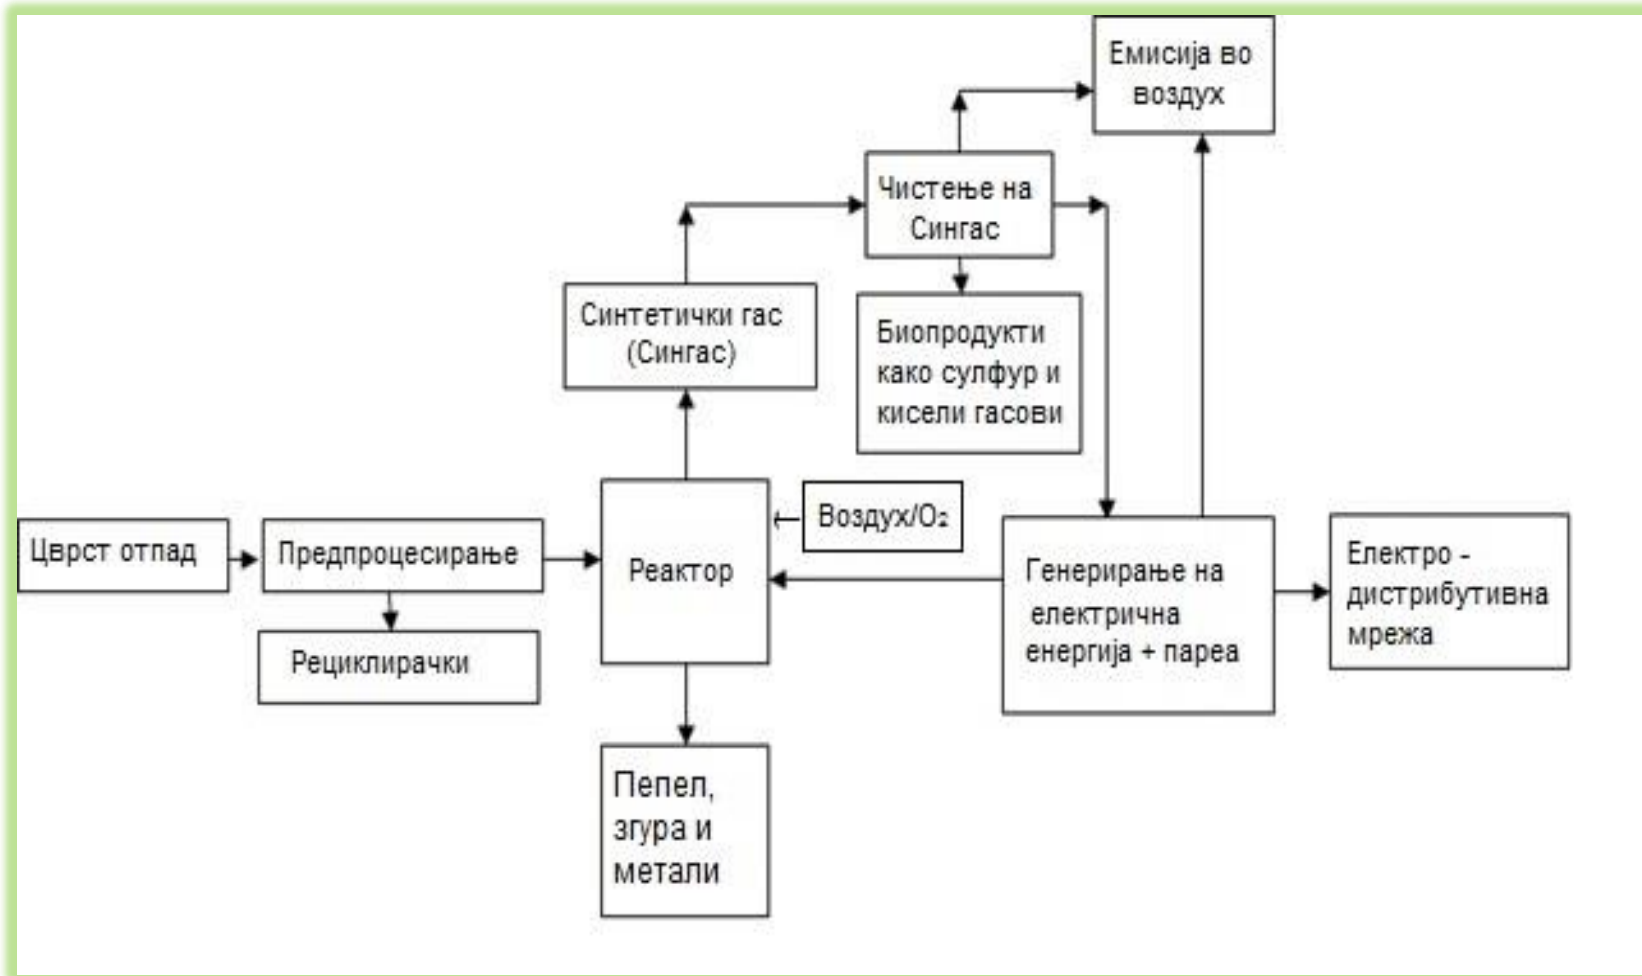 Емисија во
воздух
Чистење на
Сингас
Синтетички гас
(Сингас)
Биопродукти
како сулфур и
кисели гасови
Цврст отпад
Предпроцесирање
Рециклирачки
Реактор
Воздух/O₂
Генерирање на
електрична
енергија + пареа
Електро -
дистрибутивна
мрежа
Пепел,
згура и
метали